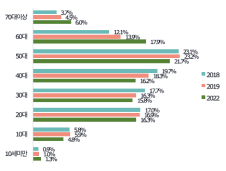 70대이상 3.7% 4.5% 6.0%
60대 12.1% 13.9% 17.9%
50대 23.1% 23.2% 21.7%
40대 19.7% 18.3% 16.2%
30대 17.7% 16.3% 15.8%
20대 17.0% 16.9% 16.3%
10대 5.8% 5.9% 4.8%
10세미만 0.9% 1.0% 1.3%
2018
2019
2022